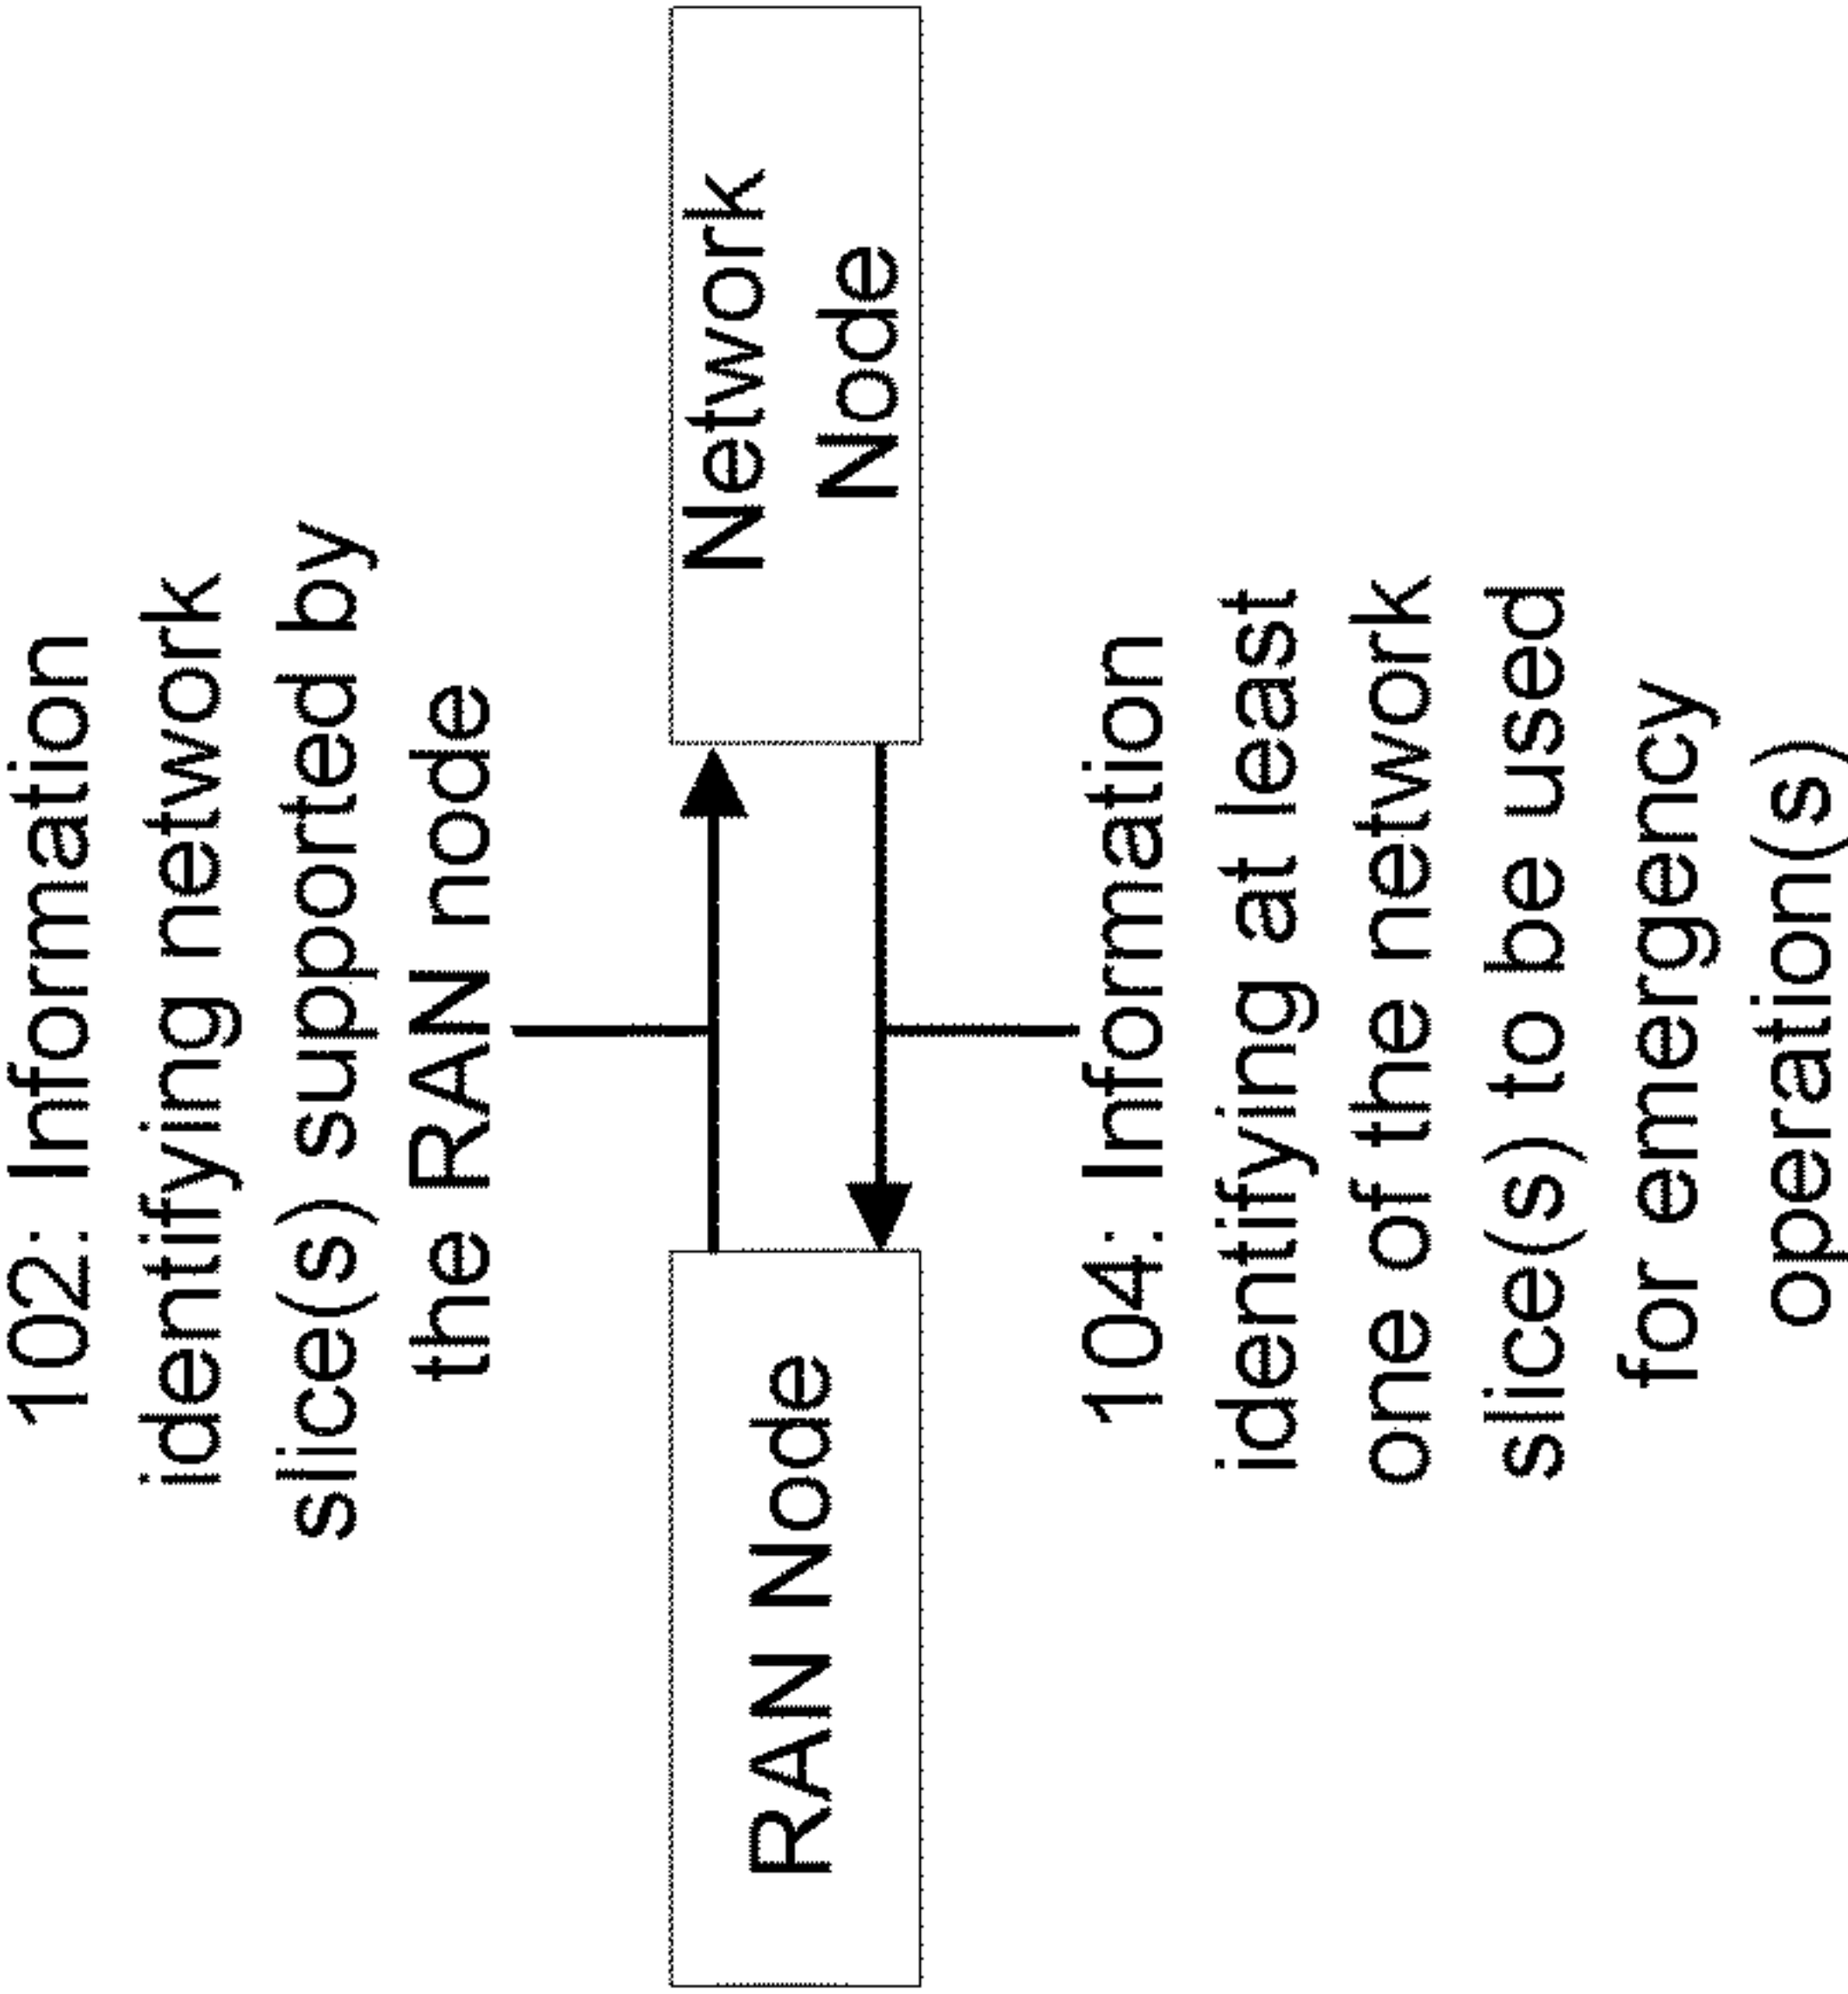 102: Information
identifying network
slice(s) supported by
the RAN node
RAN Node
Network
Node
104: Information
identifying at least
one of the network
slice(s) to be used
for emergency
operation(s)